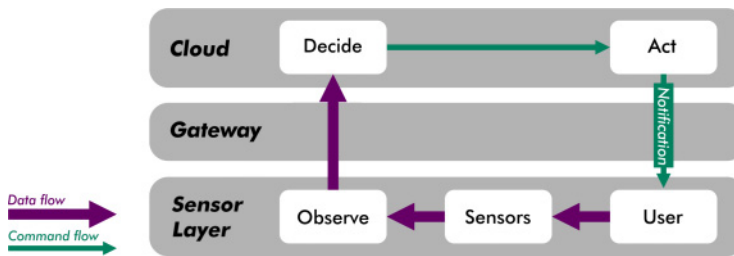 Cloud
Decide
Act
Notification
Gateway
Data flow
Command flow
Sensor
Layer
Observe
Sensors
User